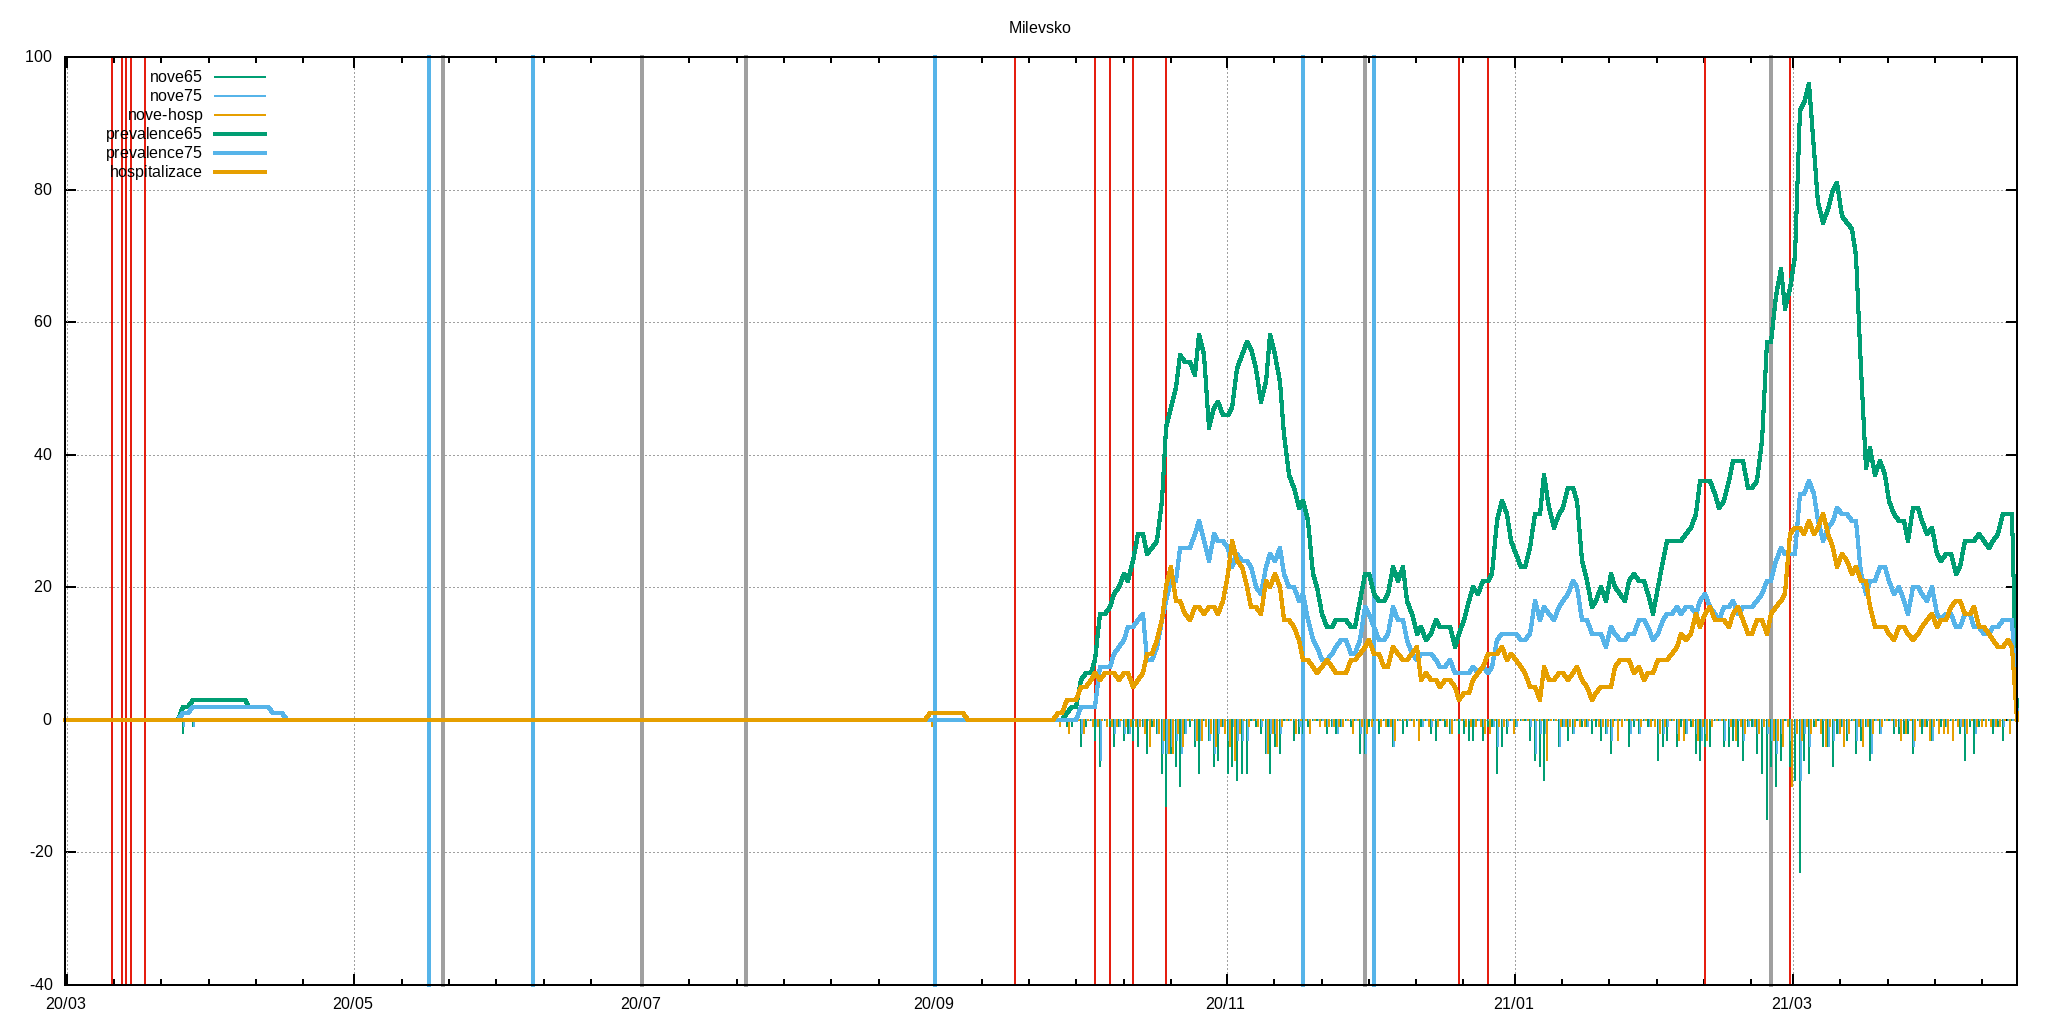 Milevsko
100
80
60
40
20
0
-20
-40
nove65
nove75
nove-hosp
prevalence65
prevalence75
hospitalizace
20/03 20/05 20/07 20/09 20/11 21/01 21/03